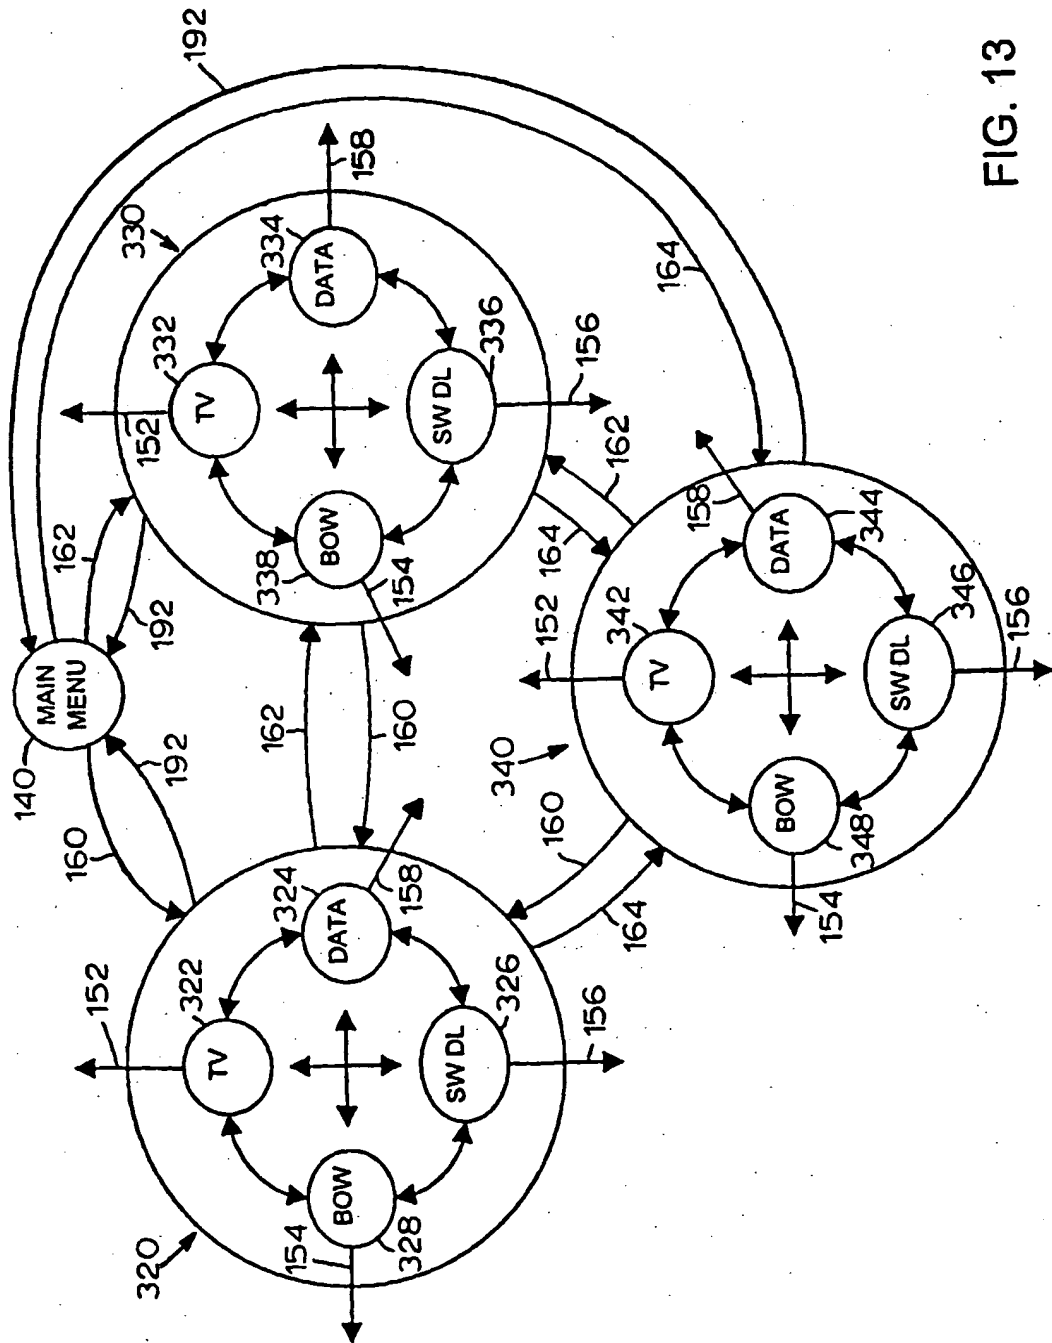 MAIN
MENU
140
162
192
160
192
192
320
152
322
TV
324
DATA
158
326
SW DL
156
BOW
328
154
330
152
332
TV
334
DATA
158
336
SW DL
156
338
BOW
154
162
160
164
162
164
160
164
340
152
342
TV
158
DATA
344
346
SW DL
156
BOW
348
154
FIG. 13